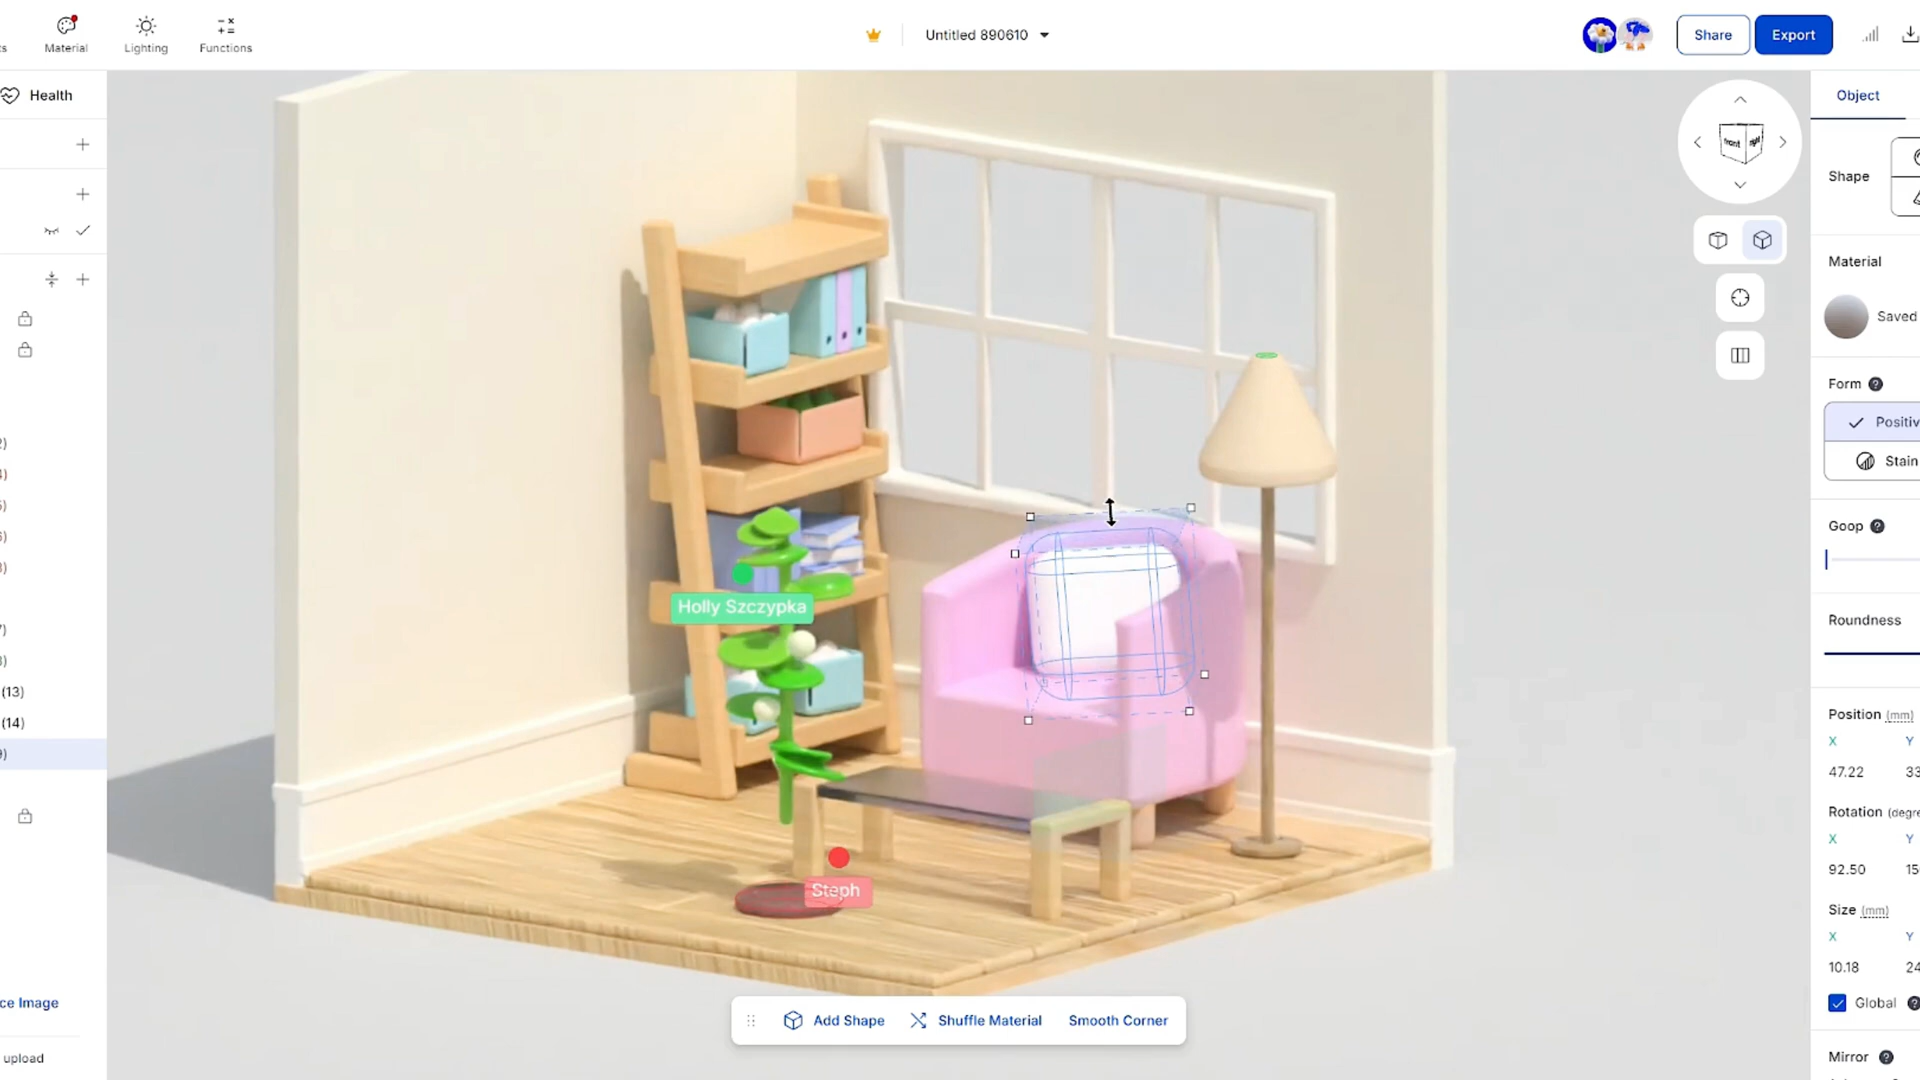 Material
Lighting
Functions
Untitled 890610
Share
Export
Health
Object
front
right
Shape
Material
Saved
Form
Positiv
Stain
Goop
Roundness
Holly Szczypka
Steph
(13)
(14)
Position (mm)
X Y
47.22 33
Rotation (degre
X Y
92.50 15
Size (mm)
X Y
10.18 24
Global
Mirror
ce Image
upload
Add Shape
Shuffle Material
Smooth Corner